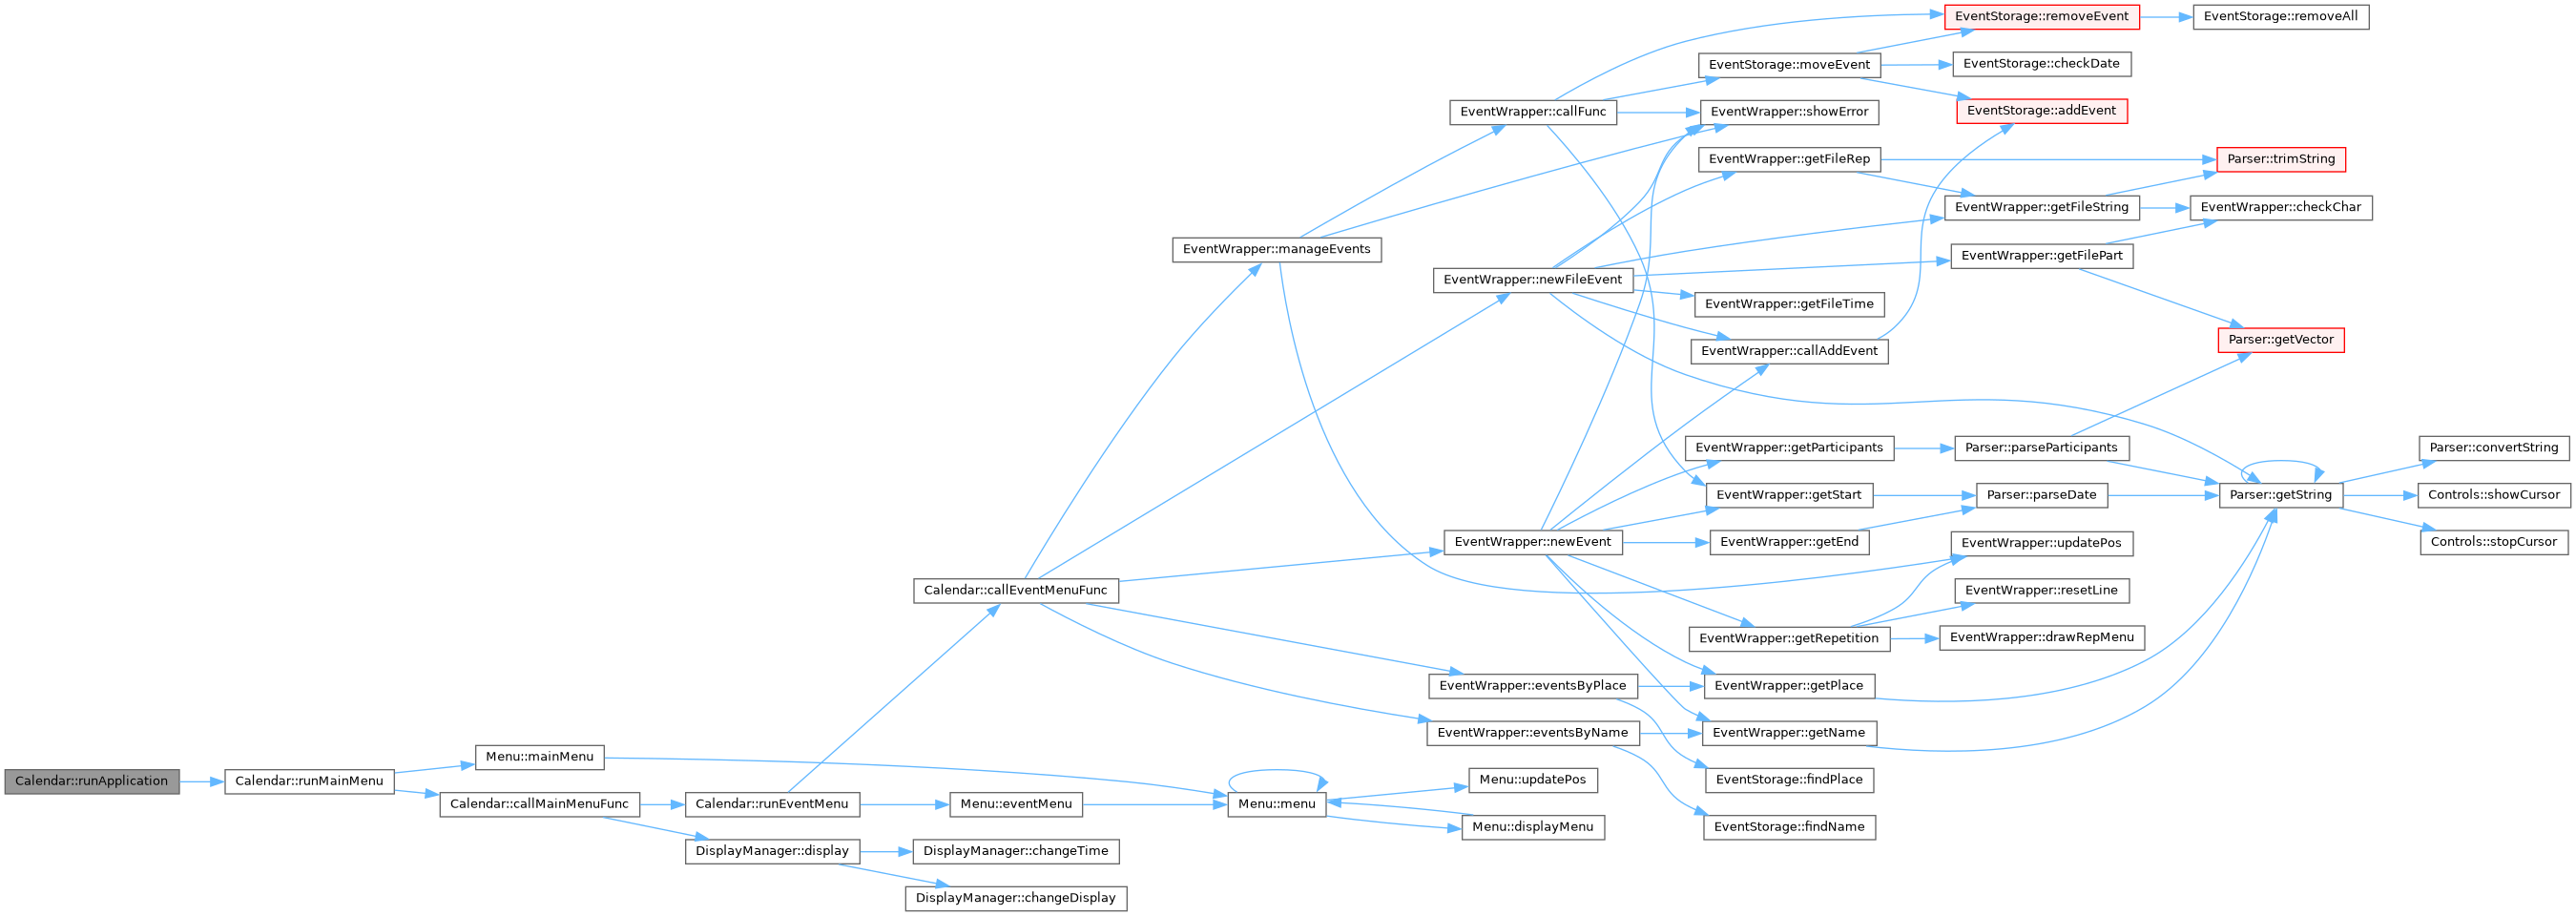 EventStorage::removeEvent
EventStorage::removeAll
EventStorage::moveEvent
EventStorage::checkDate
EventWrapper::callFunc
EventWrapper::showError
EventStorage::addEvent
EventWrapper::getFileRep
Parser::trimString
EventWrapper::getFileString
EventWrapper::checkChar
EventWrapper::manageEvents
EventWrapper::getFilePart
EventWrapper::newFileEvent
EventWrapper::getFileTime
Parser::getVector
EventWrapper::callAddEvent
EventWrapper::getParticipants
Parser::parseParticipants
Parser::convertString
EventWrapper::getStart
Parser::parseDate
Parser::getString
Controls::showCursor
EventWrapper::newEvent
EventWrapper::getEnd
EventWrapper::updatePos
Controls::stopCursor
Calendar::callEventMenuFunc
EventWrapper::resetLine
EventWrapper::getRepetition
EventWrapper::drawRepMenu
EventWrapper::eventsByPlace
EventWrapper::getPlace
EventWrapper::eventsByName
EventWrapper::getName
Menu::mainMenu
Calendar::runApplication
Calendar::runMainMenu
Menu::updatePos
EventStorage::findPlace
Calendar::callMainMenuFunc
Calendar::runEventMenu
Menu::eventMenu
Menu::menu
Menu::displayMenu
EventStorage::findName
DisplayManager::display
DisplayManager::changeTime
DisplayManager::changeDisplay